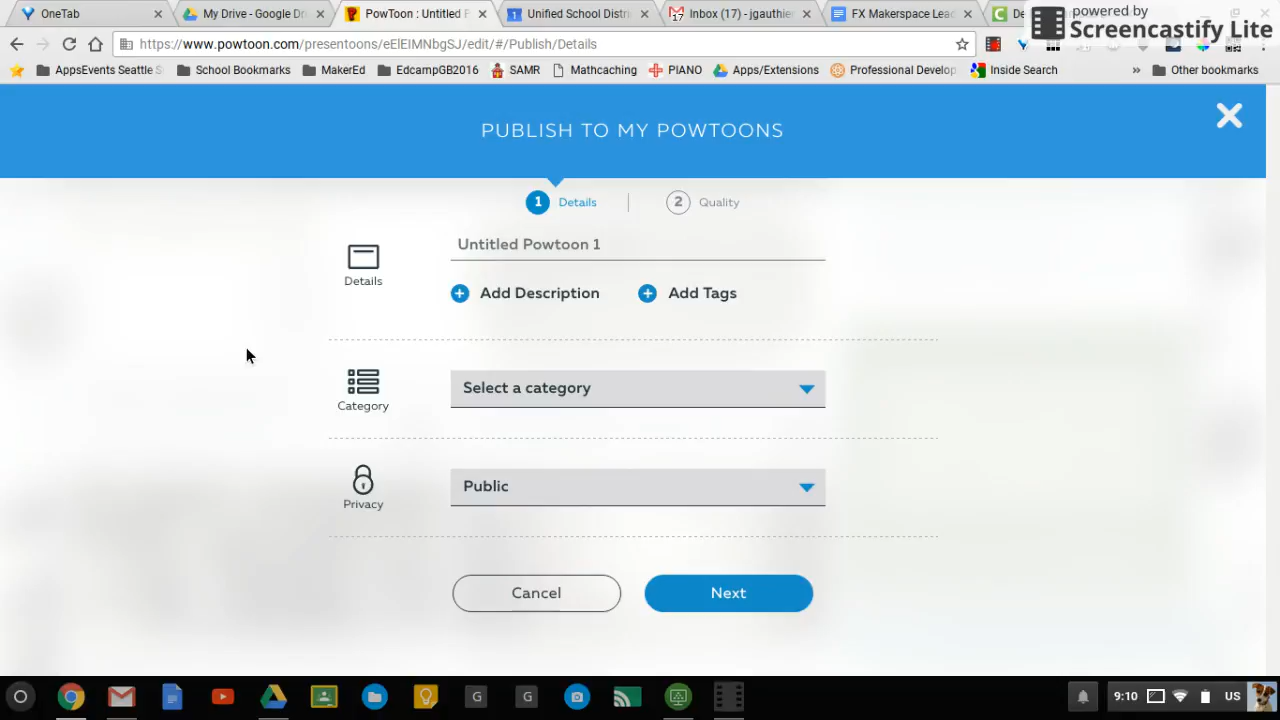 OneTab
My Drive - Google Dr
PowToon : Untitled P
Unified School Distri
Inbox (17) - jgauthier
FX Makerspace Lea
De
powered by
Screencastify Lite
https://www.powtoon.com/presentoons/eElEIMNbgSJ/edit/#/Publish/Details
AppsEvents Seattle S
School Bookmarks
MakerEd
EdcampGB2016
SAMR
Mathcaching
PIANO
Apps/Extensions
Professional Develop
Inside Search
»
Other bookmarks
PUBLISH TO MY POWTOONS
1 Details
2 Quality
Details
Untitled Powtoon 1
Add Description
Add Tags
Category
Select a category
Privacy
Public
Cancel
Next
G
G
9:10
US